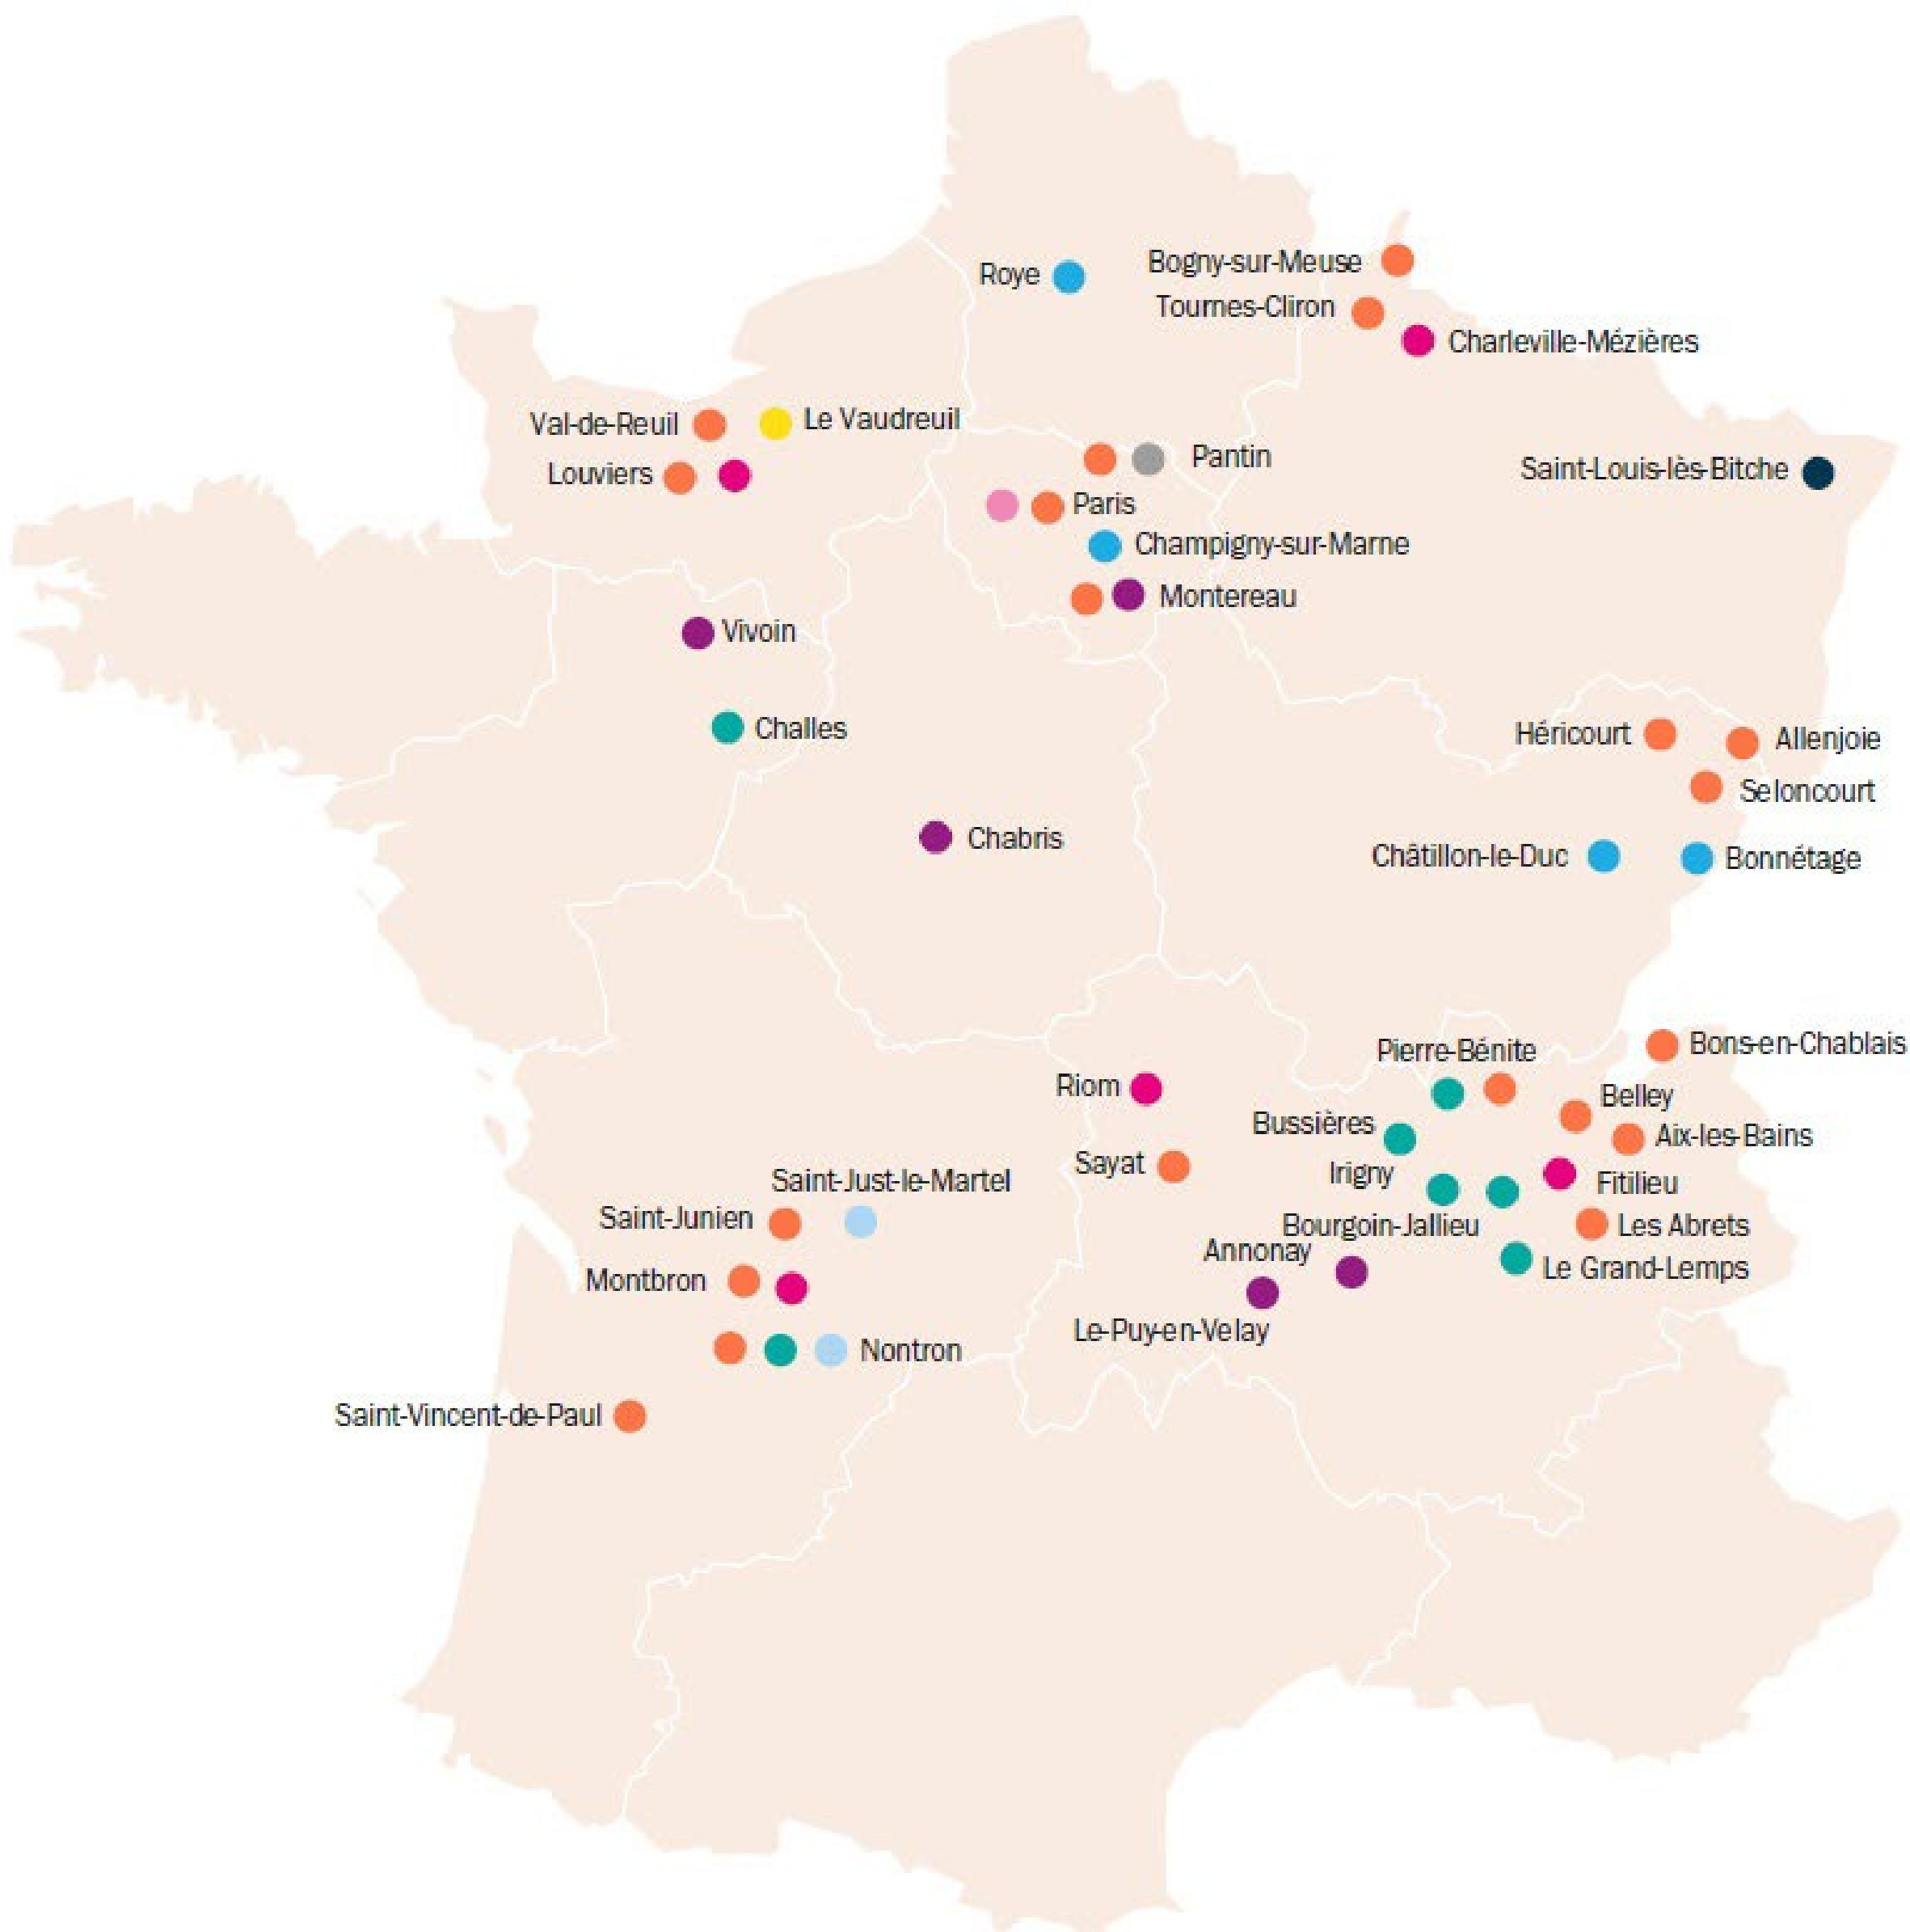 Roye
Bogny-sur-Meuse
Tournes-Cliron
Charleville-Mézières
Val-de-Reuil
Le Vaudreuil
Louviers
Pantin
Saint-Louis-lès-Bitche
Paris
Champigny-sur-Marne
Montereau
Vivoin
Challes
Héricourt
Allenjoie
Seloncourt
Chabris
Châtillon-le-Duc
Bonnétage
Pierre-Bénite
Bons-en-Chablais
Riom
Belley
Bussières
Aix-les-Bains
Sayat
Irigny
Fitilieu
Saint-Just-le-Martel
Saint-Junien
Bourgoin-Jallieu
Les Abrets
Annonay
Le Grand-Lemps
Montbron
Le-Puy-en-Velay
Nontron
Saint-Vincent-de-Paul